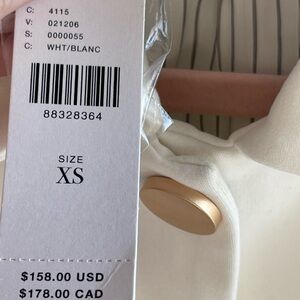 C: 4115
V: 021206
S: 0000055
C: WHT/BLANC
88328364
SIZE
XS
$158.00 USD
$178.00 CAD